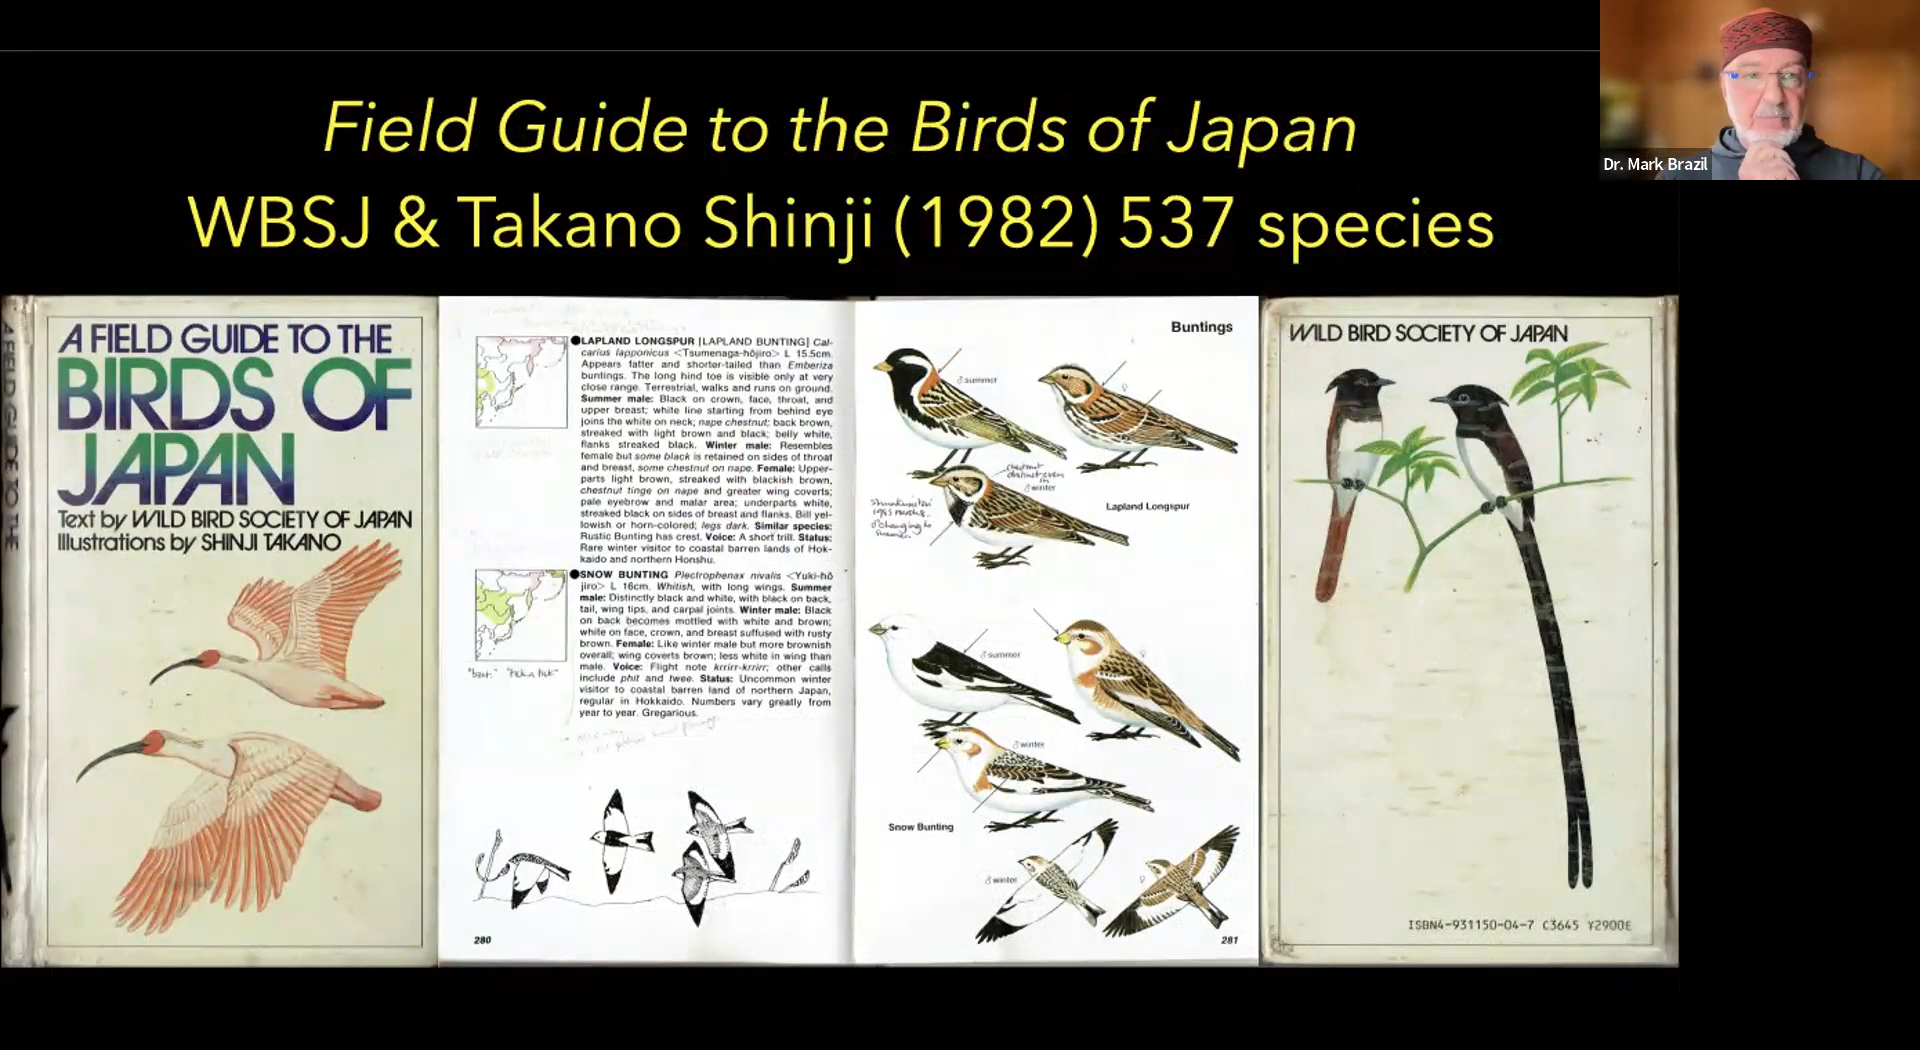 Field Guide to the Birds of Japan
WBSJ & Takano Shinji (1982) 537 species
Dr. Mark Brazil
A FIELD GUIDE TO THE
BIRDS OF
JAPAN
Text by WILD BIRD SOCIETY OF JAPAN
Illustrations by SHINJI TAKANO
●LAPLAND LONGSPUR [LAPLAND BUNTING] Cal-
carius lapponicus <Tsumenaga-hōjiro> L 15.5cm.
Appears fatter and shorter-tailed than Emberiza
buntings. The long hind toe is visible only at very
close range. Terrestrial, walks and runs on ground.
Summer male: Black on crown, face, throat, and
upper breast; white line starting from behind eye
joins the white on neck; nape chestnut; back brown,
streaked with light brown and black; belly white,
flanks streaked black. Winter male: Resembles
female but some black is retained on sides of throat
and breast, some chestnut on nape. Female: Upper-
parts light brown, streaked with blackish brown,
chestnut tinge on nape and greater wing coverts;
pale eyebrow and malar area; underparts white,
streaked black on sides of breast and flanks. Bill yel-
lowish or horn-colored; legs dark. Similar species:
Rustic Bunting has crest. Voice: A short trill. Status:
Rare winter visitor to coastal barren lands of Hok-
kaido and northern Honshu.
●SNOW BUNTING Plectrophenax nivalis <Yuki-hō
jiro> L 16cm. Whitish, with long wings. Summer
male: Distinctly black and white, with black on back,
tail, wing tips, and carpal joints. Winter male: Black
on back becomes mottled with white and brown;
white on face, crown, and breast suffused with rusty
brown. Female: Like winter male but more brownish
overall; wing coverts brown; less white in wing than
male. Voice: Flight note krrirr-krrirr; other calls
include phit and twee. Status: Uncommon winter
visitor to coastal barren land of northern Japan,
regular in Hokkaido. Numbers vary greatly from
year to year. Gregarious.
280
Buntings
♂summer
♀
chestnut
distinct even
in
♂winter
Lapland Longspur
♂changing to
summer
♂summer
♀
♂winter
Snow Bunting
♂winter
♀
281
WILD BIRD SOCIETY OF JAPAN
ISBN4-931150-04-7 C3645 ¥2900E